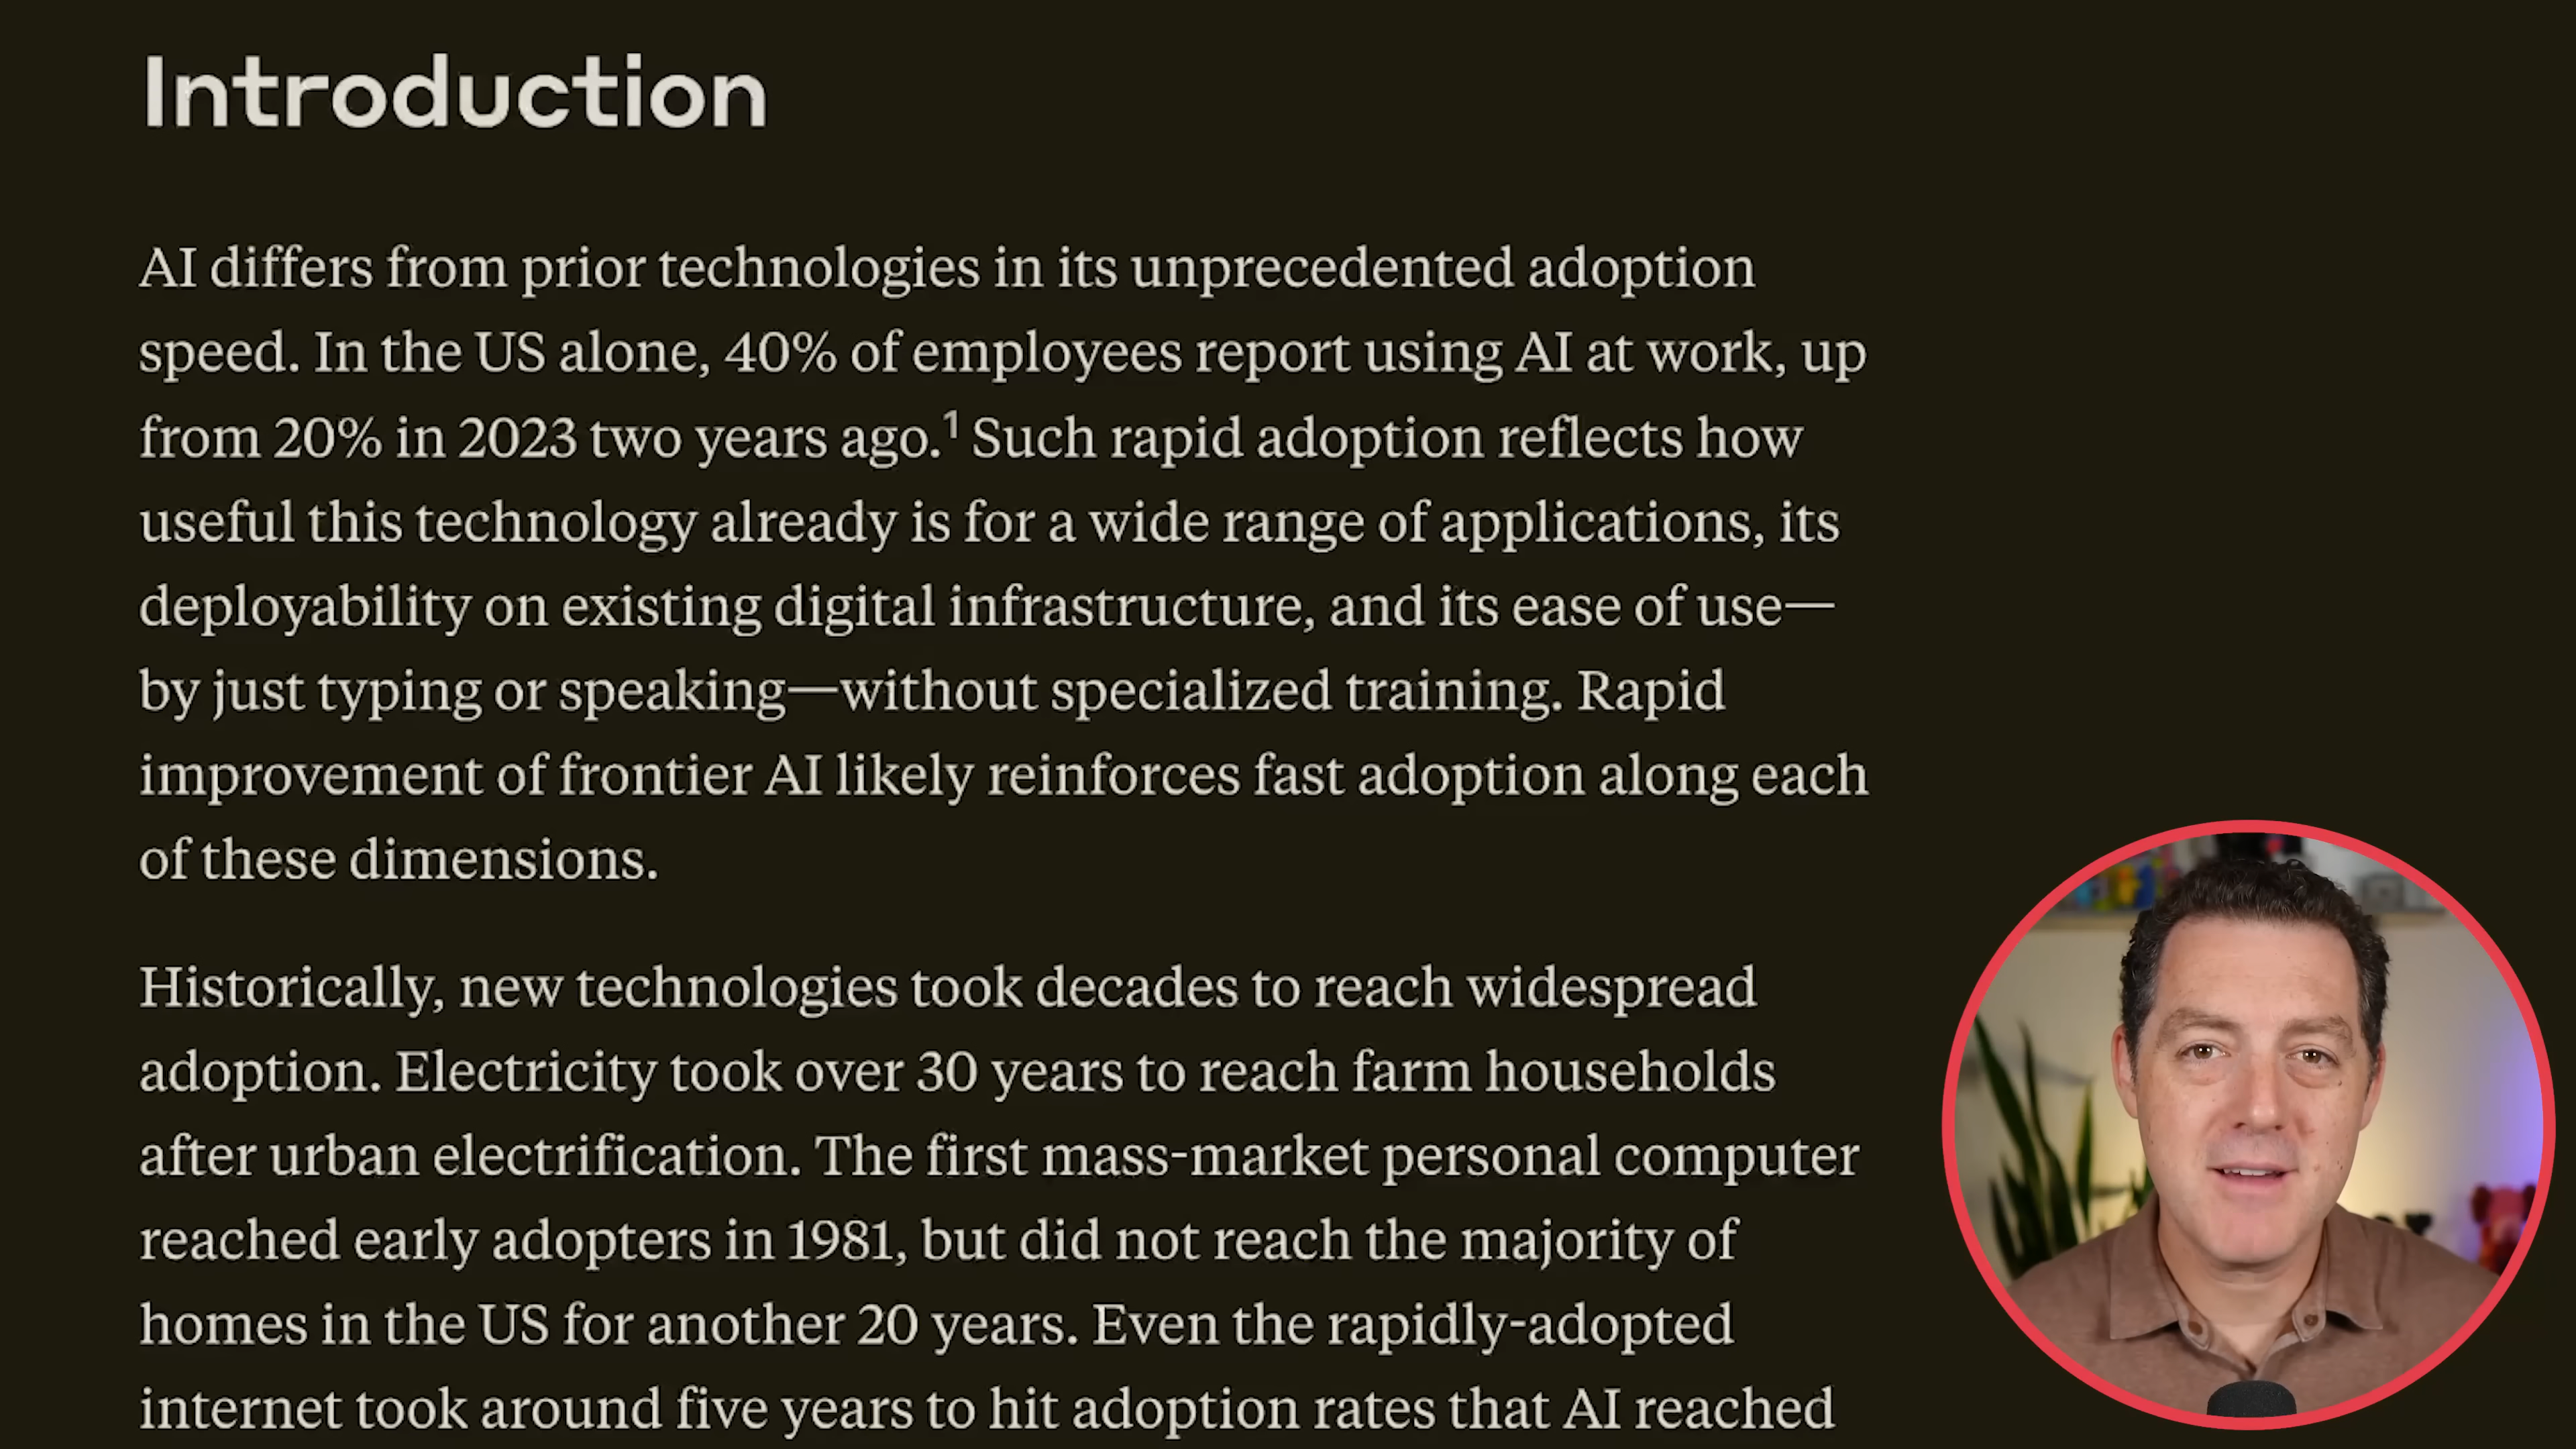 Introduction
AI differs from prior technologies in its unprecedented adoption
speed. In the US alone, 40% of employees report using AI at work, up
from 20% in 2023 two years ago.¹ Such rapid adoption reflects how
useful this technology already is for a wide range of applications, its
deployability on existing digital infrastructure, and its ease of use—
by just typing or speaking—without specialized training. Rapid
improvement of frontier AI likely reinforces fast adoption along each
of these dimensions.
Historically, new technologies took decades to reach widespread
adoption. Electricity took over 30 years to reach farm households
after urban electrification. The first mass-market personal computer
reached early adopters in 1981, but did not reach the majority of
homes in the US for another 20 years. Even the rapidly-adopted
internet took around five years to hit adoption rates that AI reached